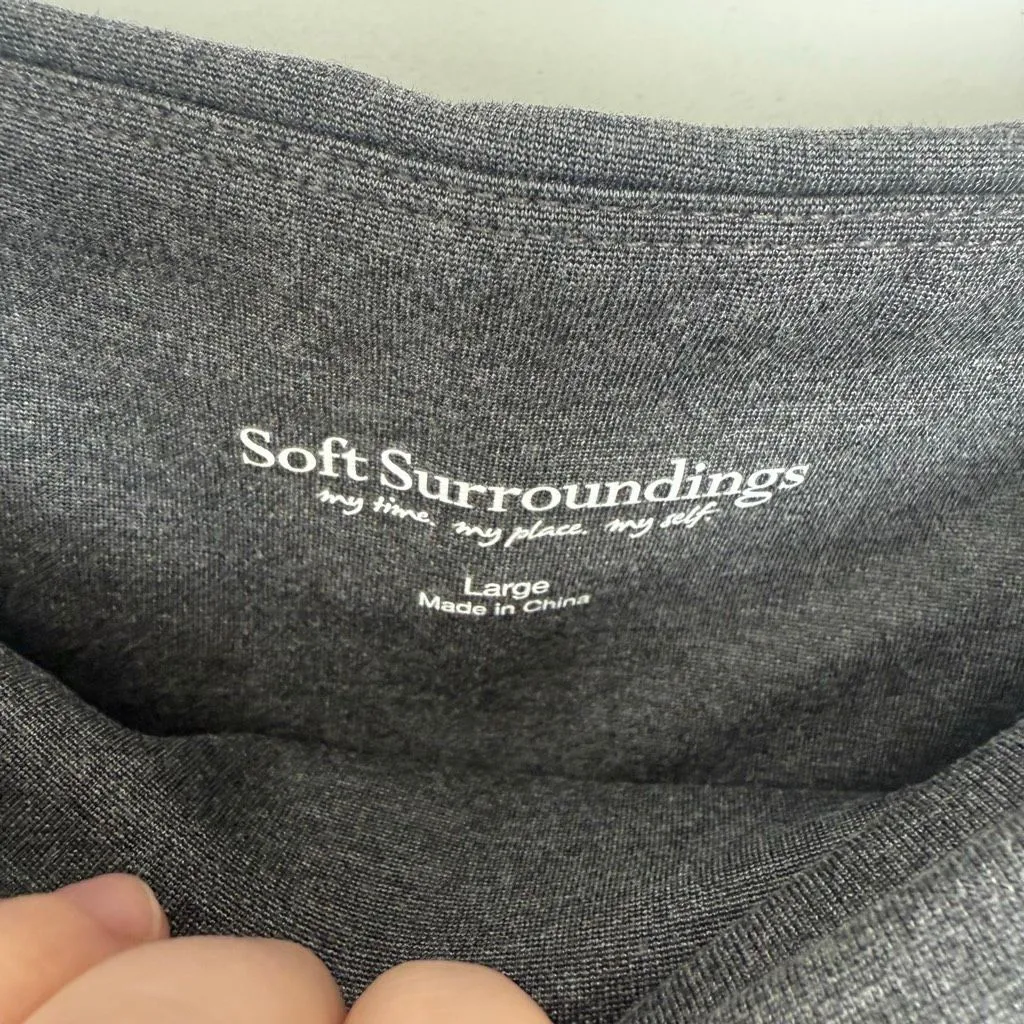 Soft Surroundings
my time. my place. my self.
Large
Made in China